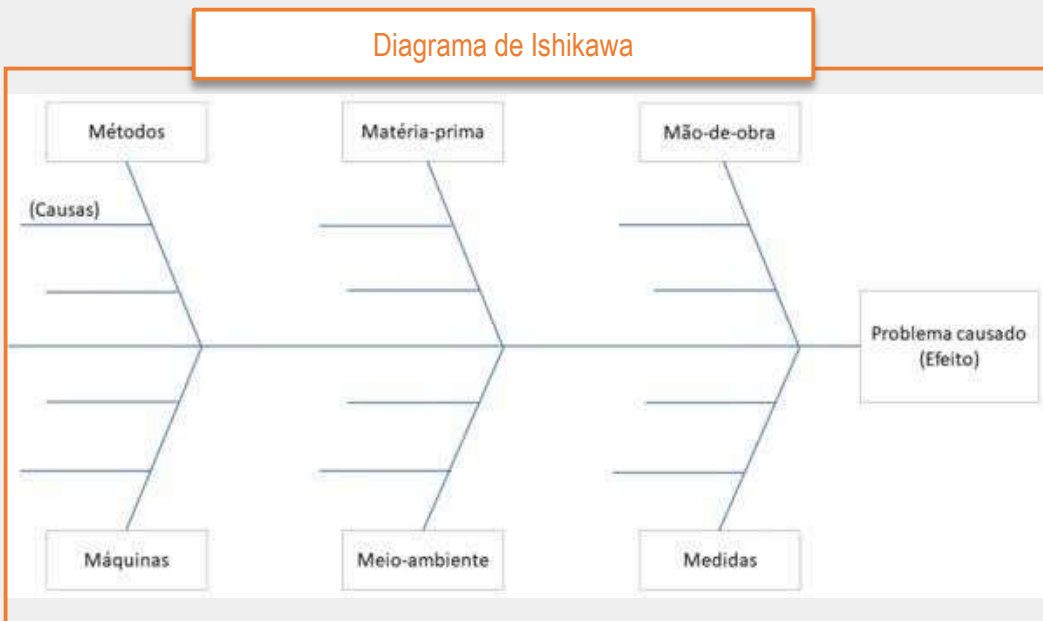 Diagrama de Ishikawa
Métodos
Matéria-prima
Mão-de-obra
(Causas)
Problema causado
(Efeito)
Máquinas
Meio-ambiente
Medidas